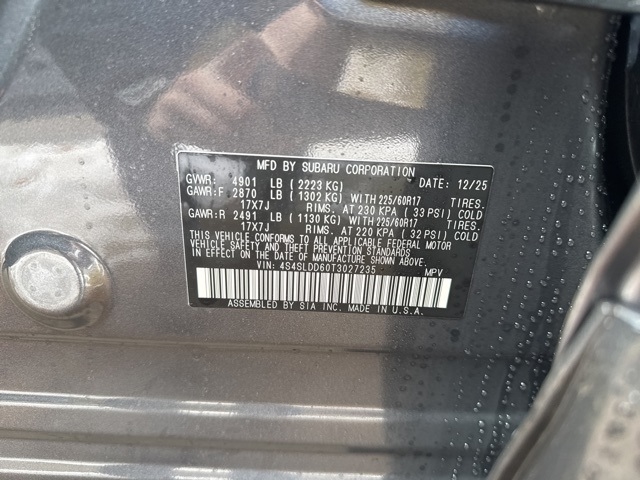 MFD BY SUBARU CORPORATION
GVWR: 4901 LB ( 2223 KG) DATE: 12/25
GAWR:F 2870 LB ( 1302 KG) WITH 225/60R17 TIRES.
17X7J RIMS. AT 230 KPA ( 33 PSI) COLD
GAWR:R 2491 LB ( 1130 KG) WITH 225/60R17 TIRES.
17X7J RIMS. AT 220 KPA ( 32 PSI) COLD
THIS VEHICLE CONFORMS TO ALL APPLICABLE FEDERAL MOTOR
VEHICLE SAFETY AND THEFT PREVENTION STANDARDS
IN EFFECT ON THE DATE OF MANUFACTURE SHOWN ABOVE.
VIN: 4S4SLDD60T3027235 MPV
ASSEMBLED BY SIA INC. MADE IN U.S.A.